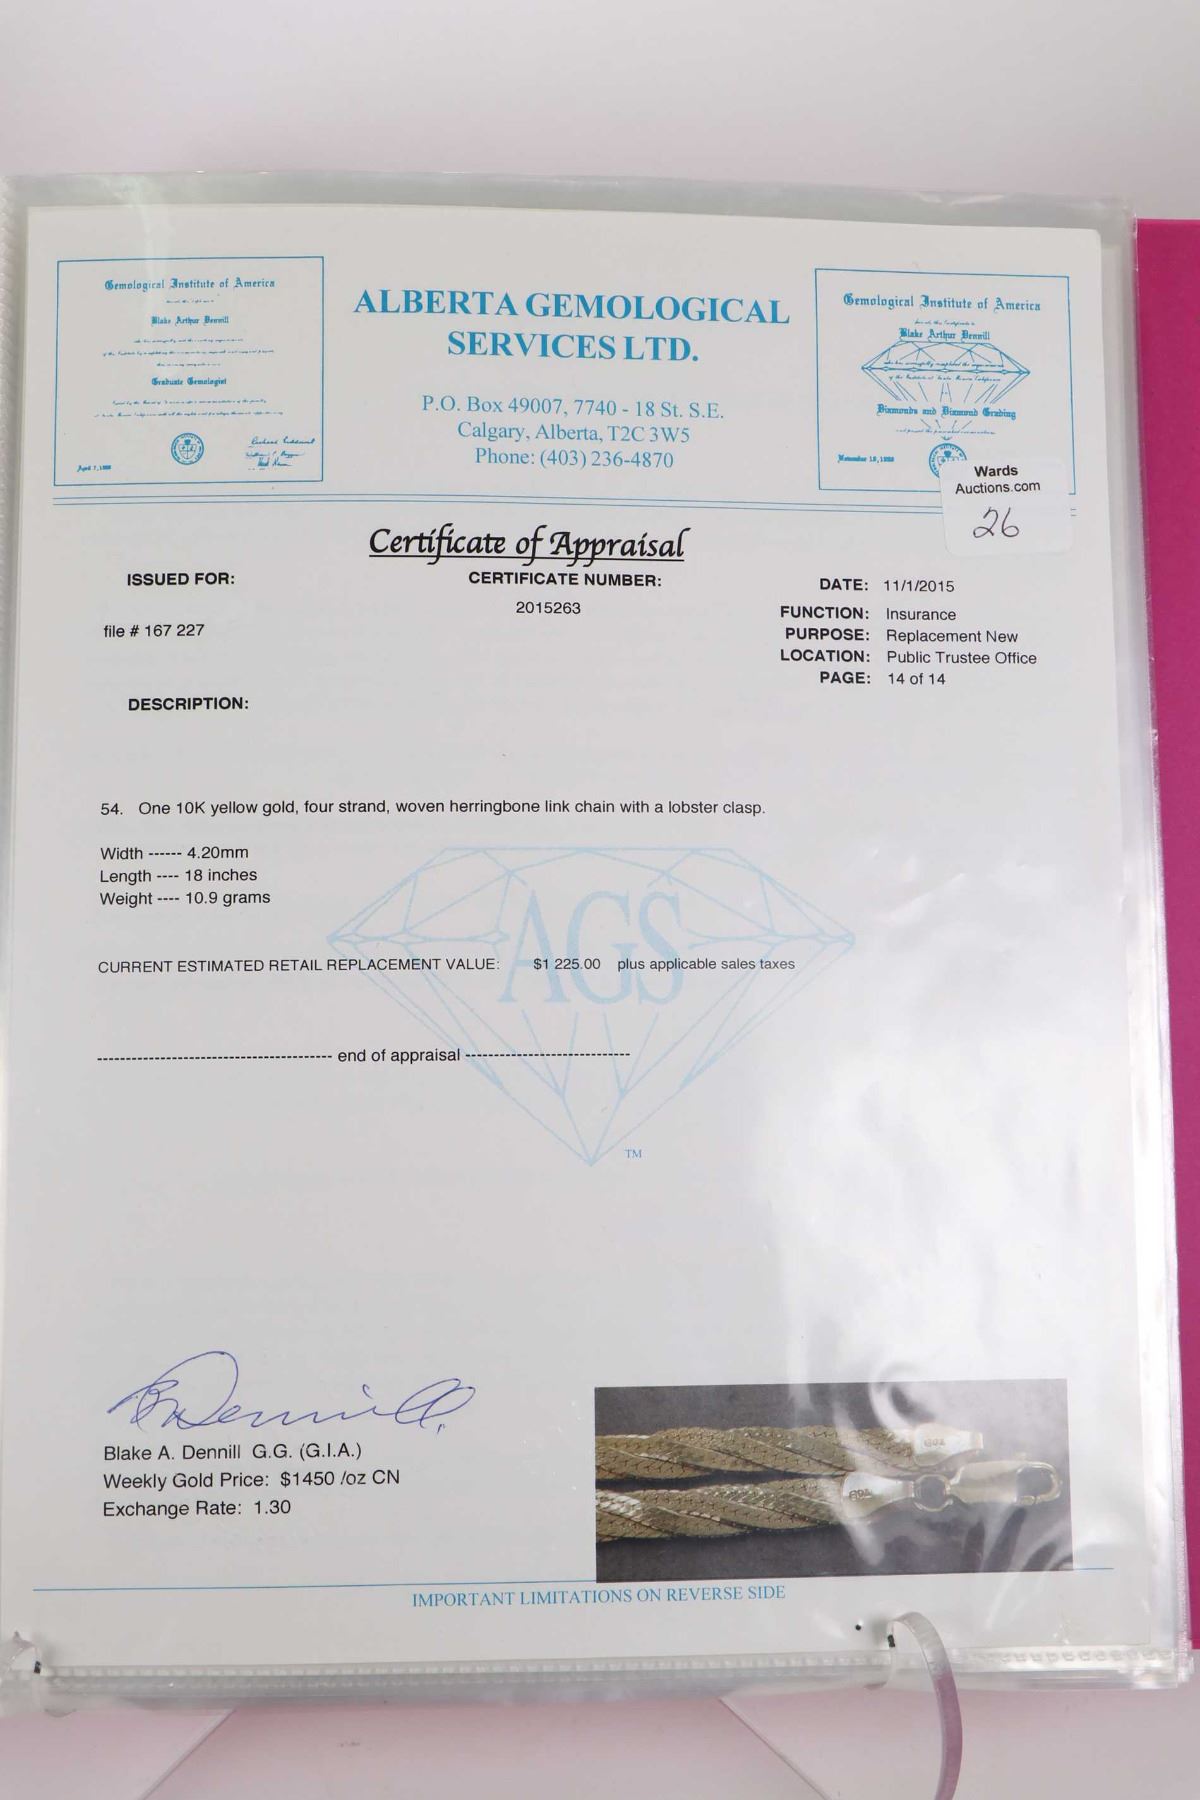 Gemological Institute of America
Blake Arthur Dennill
Graduate Gemologist
April 7, 1988
ALBERTA GEMOLOGICAL
SERVICES LTD.
P.O. Box 49007, 7740 - 18 St. S.E.
Calgary, Alberta, T2C 3W5
Phone: (403) 236-4870
Gemological Institute of America
Blake Arthur Dennill
Diamonds and Diamond Grading
Wards
Auctions.com
26
Certificate of Appraisal
ISSUED FOR:
file # 167 227
CERTIFICATE NUMBER:
2015263
DATE: 11/1/2015
FUNCTION: Insurance
PURPOSE: Replacement New
LOCATION: Public Trustee Office
PAGE: 14 of 14
DESCRIPTION:
54. One 10K yellow gold, four strand, woven herringbone link chain with a lobster clasp.
Width ------ 4.20mm
Length ---- 18 inches
Weight ---- 10.9 grams
AGS
CURRENT ESTIMATED RETAIL REPLACEMENT VALUE: $1 225.00 plus applicable sales taxes
----------------------------------------- end of appraisal -----------------------------
TM
B Dennill
Blake A. Dennill G.G. (G.I.A.)
Weekly Gold Price: $1450 /oz CN
Exchange Rate: 1.30
IMPORTANT LIMITATIONS ON REVERSE SIDE